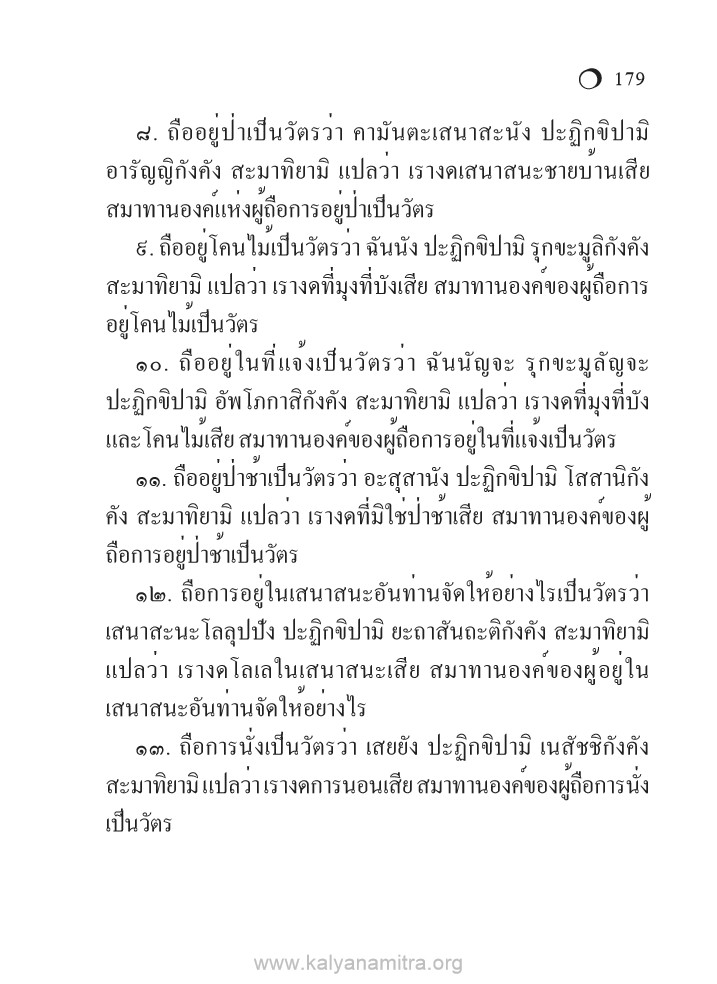 179
๘. ถืออยู่ป่าเป็นวัตรว่า คามันตะเสนาสะนัง ปะฏิกขิปามิ
อารัญญิกังคัง สะมาทิยามิ แปลว่า เรางดเสนาสนะชายบ้านเสีย
สมาทานองค์แห่งผู้ถือการอยู่ป่าเป็นวัตร
๙. ถืออยู่โคนไม้เป็นวัตรว่า ฉันนัง ปะฏิกขิปามิ รุกขะมูลิกังคัง
สะมาทิยามิ แปลว่า เรางดที่มุงที่บังเสีย สมาทานองค์ของผู้ถือการ
อยู่โคนไม้เป็นวัตร
๑๐. ถืออยู่ในที่แจ้งเป็นวัตรว่า ฉันนัญจะ รุกขะมูลัญจะ
ปะฏิกขิปามิ อัพโภกาสิกังคัง สะมาทิยามิ แปลว่า เรางดที่มุงที่บัง
และโคนไม้เสีย สมาทานองค์ของผู้ถือการอยู่ในที่แจ้งเป็นวัตร
๑๑. ถืออยู่ป่าช้าเป็นวัตรว่า อะสุสานัง ปะฏิกขิปามิ โสสานิกัง
คัง สะมาทิยามิ แปลว่า เรางดที่มิใช่ป่าช้าเสีย สมาทานองค์ของผู้
ถือการอยู่ป่าช้าเป็นวัตร
๑๒. ถือการอยู่ในเสนาสนะอันท่านจัดให้อย่างไรเป็นวัตรว่า
เสนาสะนะโลลุปปัง ปะฏิกขิปามิ ยะถาสันถะติกังคัง สะมาทิยามิ
แปลว่า เรางดโลเลในเสนาสนะเสีย สมาทานองค์ของผู้อยู่ใน
เสนาสนะอันท่านจัดให้อย่างไร
๑๓. ถือการนั่งเป็นวัตรว่า เสยยัง ปะฏิกขิปามิ เนสัชชิกังคัง
สะมาทิยามิ แปลว่า เรางดการนอนเสีย สมาทานองค์ของผู้ถือการนั่ง
เป็นวัตร
www.kalyanamitra.org